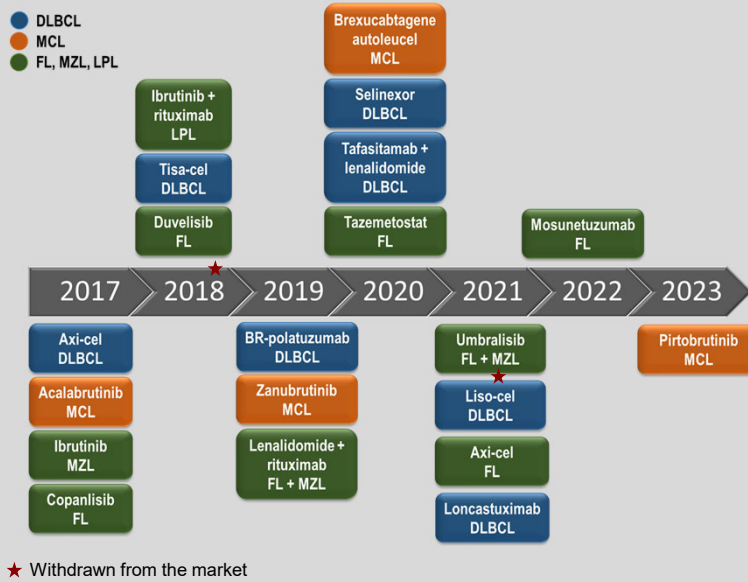 DLBCL
MCL
FL, MZL, LPL
Ibrutinib +
rituximab
LPL
Tisa-cel
DLBCL
Duvelisib
FL
Brexucabtagene
autoleucel
MCL
Selinexor
DLBCL
Tafasitamab +
lenalidomide
DLBCL
Tazemetostat
FL
Mosunetuzumab
FL
2017
2018
2019
2020
2021
2022
2023
Axi-cel
DLBCL
Acalabrutinib
MCL
Ibrutinib
MZL
Copanlisib
FL
BR-polatuzumab
DLBCL
Zanubrutinib
MCL
Lenalidomide +
rituximab
FL + MZL
Umbralisib
FL + MZL
Liso-cel
DLBCL
Axi-cel
FL
Loncastuximab
DLBCL
Pirtobrutinib
MCL
Withdrawn from the market